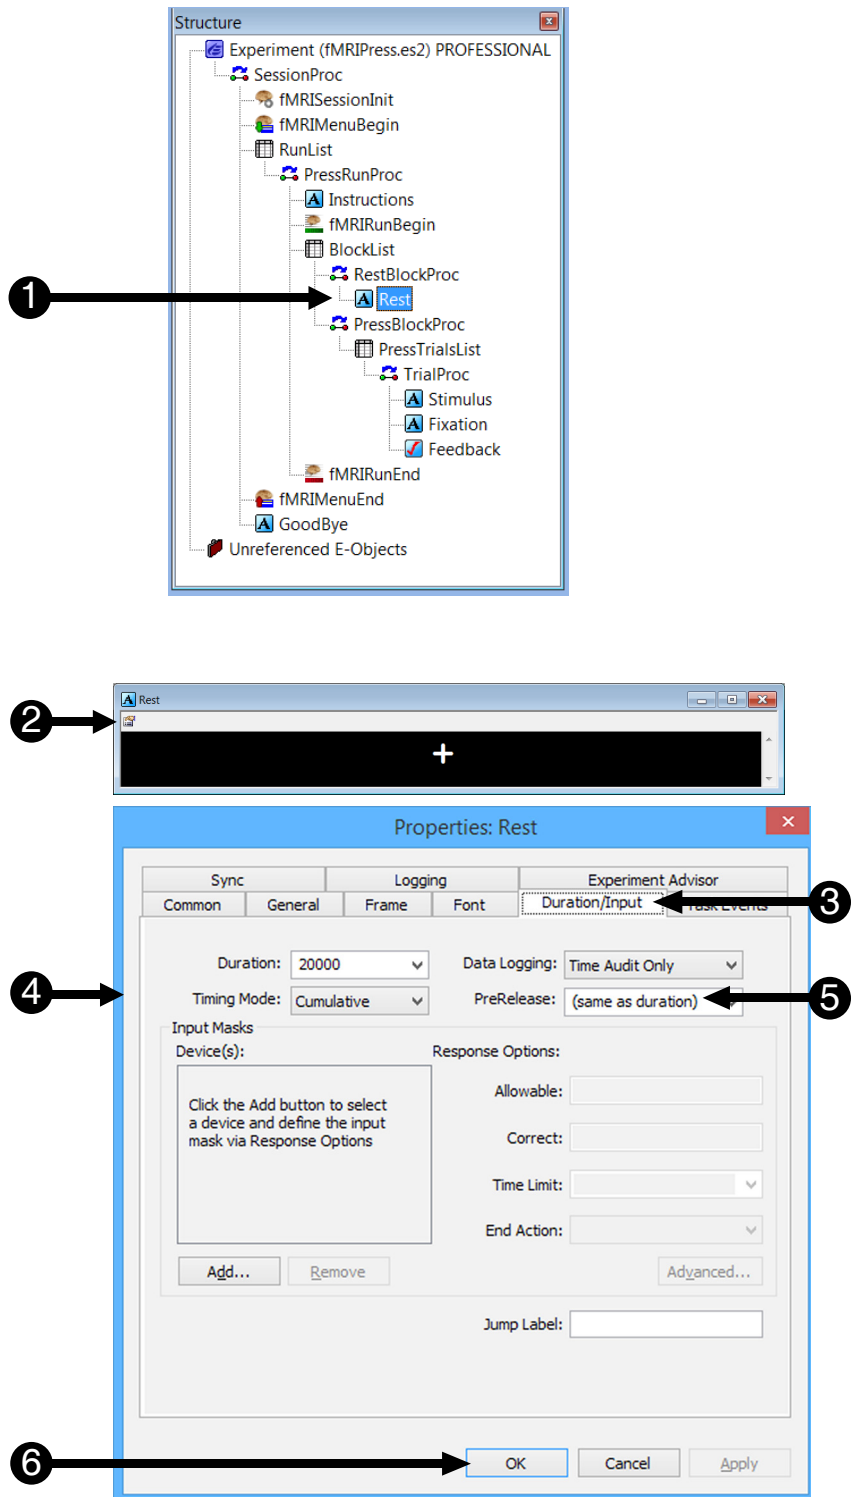 Structure
Experiment (fMRIPress.es2) PROFESSIONAL
SessionProc
fMRISessionInit
fMRIMenuBegin
RunList
PressRunProc
A Instructions
fMRIRunBegin
BlockList
RestBlockProc
1 A Rest
PressBlockProc
PressTrialsList
TrialProc
A Stimulus
A Fixation
Feedback
fMRIRunEnd
fMRIMenuEnd
A GoodBye
Unreferenced E-Objects
A Rest
2
+
Properties: Rest
Sync Logging Experiment Advisor
Common General Frame Font Duration/Input Task Events 3
Duration: 20000 Data Logging: Time Audit Only
4 Timing Mode: Cumulative PreRelease: (same as duration) 5
Input Masks
Device(s): Response Options:
Click the Add button to select
a device and define the input
mask via Response Options
Allowable:
Correct:
Time Limit:
End Action:
Add... Remove Advanced...
Jump Label:
6 OK Cancel Apply